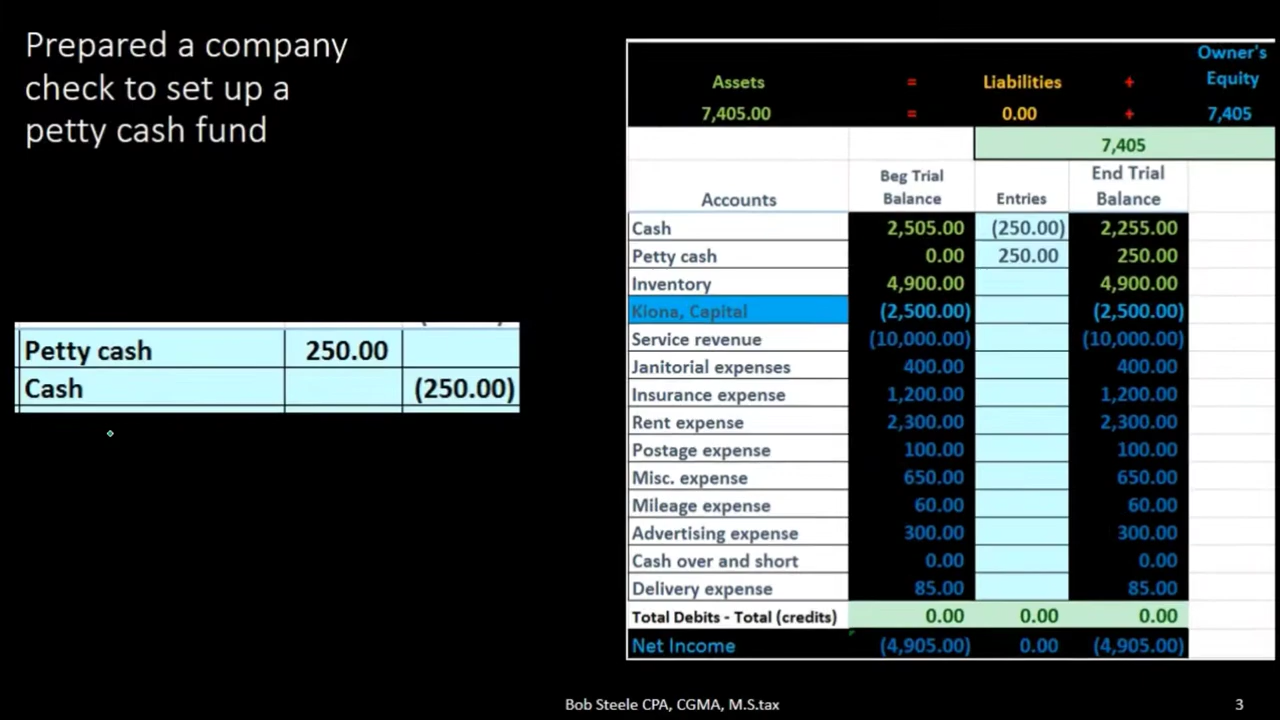 Prepared a company
check to set up a
petty cash fund
Petty cash 250.00
Cash (250.00)
Owner's
Assets = Liabilities + Equity
7,405.00 = 0.00 + 7,405
7,405
Beg Trial End Trial
Accounts Balance Entries Balance
Cash 2,505.00 (250.00) 2,255.00
Petty cash 0.00 250.00 250.00
Inventory 4,900.00 4,900.00
Kiona, Capital (2,500.00) (2,500.00)
Service revenue (10,000.00) (10,000.00)
Janitorial expenses 400.00 400.00
Insurance expense 1,200.00 1,200.00
Rent expense 2,300.00 2,300.00
Postage expense 100.00 100.00
Misc. expense 650.00 650.00
Mileage expense 60.00 60.00
Advertising expense 300.00 300.00
Cash over and short 0.00 0.00
Delivery expense 85.00 85.00
Total Debits - Total (credits) 0.00 0.00 0.00
Net Income (4,905.00) 0.00 (4,905.00)
Bob Steele CPA, CGMA, M.S.tax 3